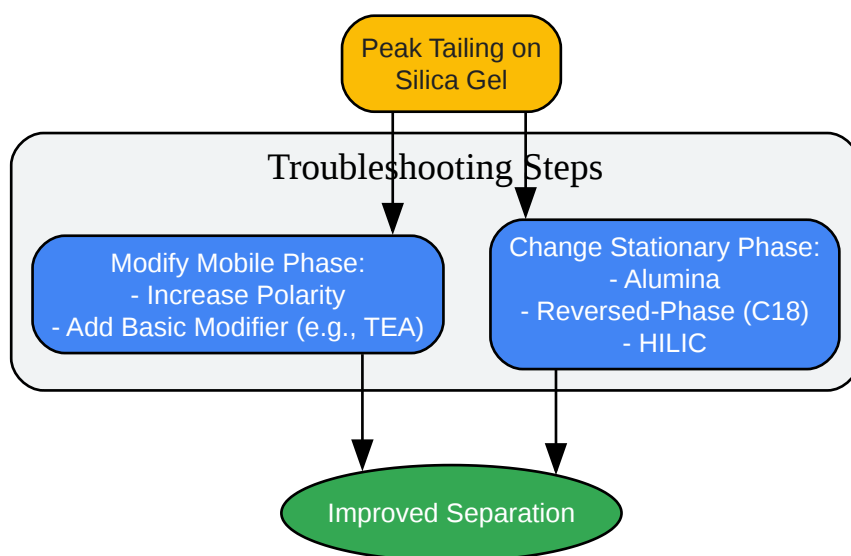 Peak Tailing on
Silica Gel
Troubleshooting Steps
Modify Mobile Phase:
- Increase Polarity
- Add Basic Modifier (e.g., TEA)
Change Stationary Phase:
- Alumina
- Reversed-Phase (C18)
- HILIC
Improved Separation